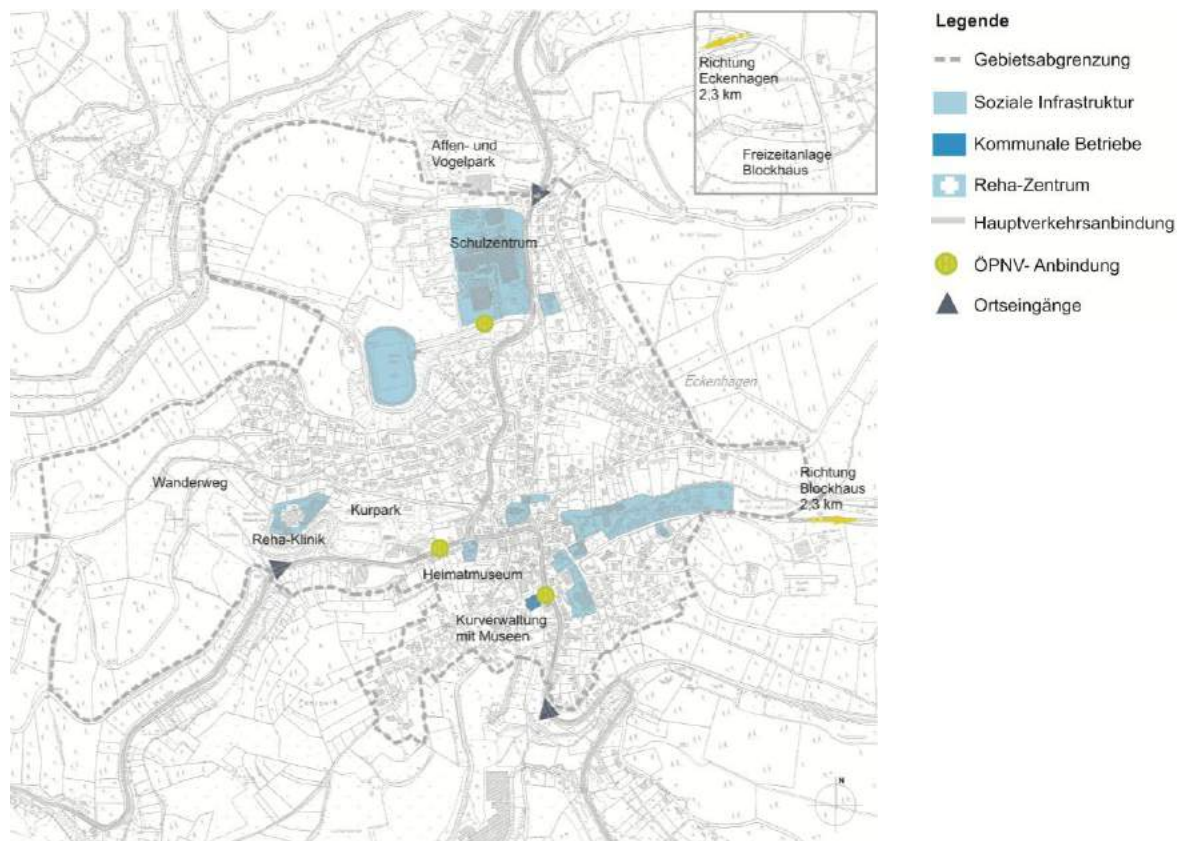 Richtung
Eckenhagen
2,3 km
Freizeitanlage
Blockhaus
Affen- und
Vogelpark
Schulzentrum
Eckenhagen
Richtung
Blockhaus
2,3 km
Wanderweg
Kurpark
Reha-Klinik
Heimatmuseum
Kurverwaltung
mit Museen
N
Legende
Gebietsabgrenzung
Soziale Infrastruktur
Kommunale Betriebe
Reha-Zentrum
Hauptverkehrsanbindung
H
ÖPNV- Anbindung
Ortseingänge